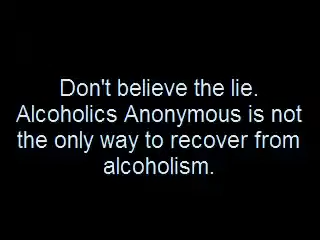 Don't believe the lie.
Alcoholics Anonymous is not
the only way to recover from
alcoholism.